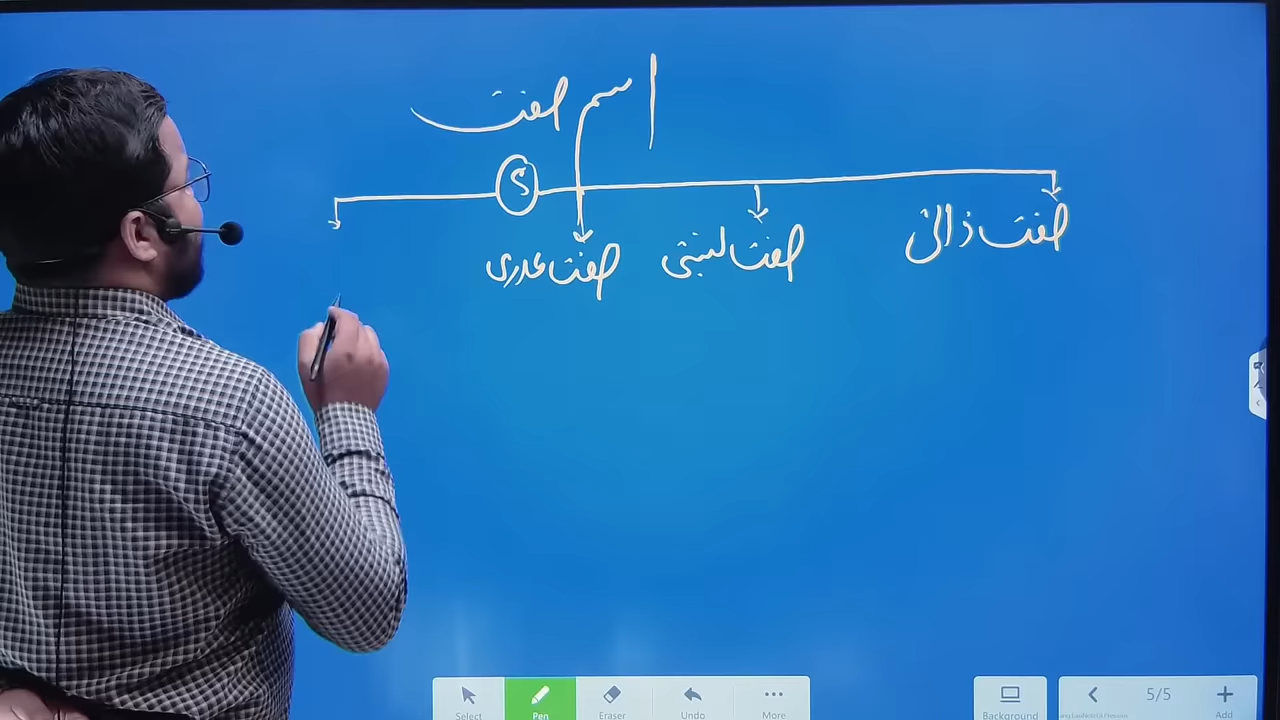 اسم صفت
؟
صفت ذاتی
صفت نسبتی
صفت عددی
Select
Pen
Eraser
Undo
More
Background
5/5
Add